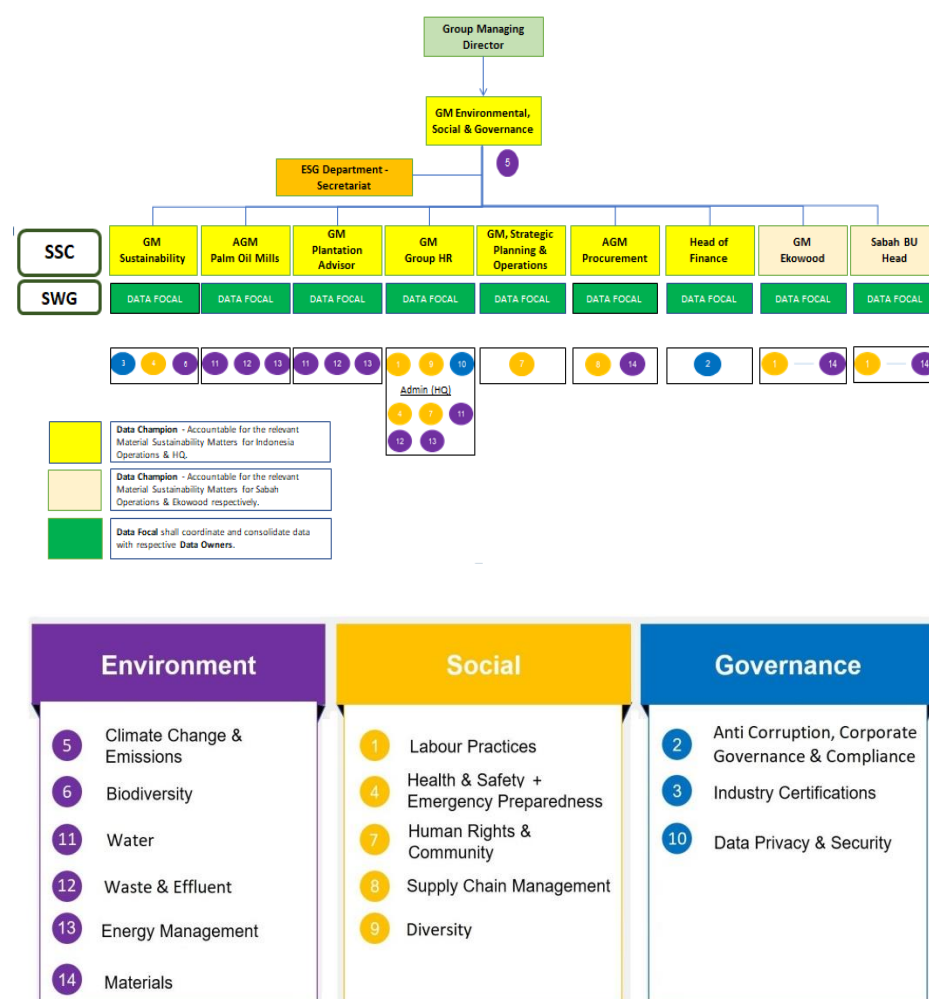 Group Managing
Director
GM Environmental,
Social & Governance
5
ESG Department -
Secretariat
SSC
GM
Sustainability
AGM
Palm Oil Mills
GM
Plantation
Advisor
GM
Group HR
GM, Strategic
Planning &
Operations
AGM
Procurement
Head of
Finance
GM
Ekowood
Sabah BU
Head
SWG
DATA FOCAL
DATA FOCAL
DATA FOCAL
DATA FOCAL
DATA FOCAL
DATA FOCAL
DATA FOCAL
DATA FOCAL
DATA FOCAL
3 4 6
11 12 13
11 12 13
1 9 10
Admin (HQ)
4 7 11
12 13
7
8 14
2
1 14
1 14
Data Champion - Accountable for the relevant
Material Sustainability Matters for Indonesia
Operations & HQ.
Data Champion - Accountable for the relevant
Material Sustainability Matters for Sabah
Operations & Ekowood respectively.
Data Focal shall coordinate and consolidate data
with respective Data Owners.
Environment
5 Climate Change &
Emissions
6 Biodiversity
11 Water
12 Waste & Effluent
13 Energy Management
14 Materials
Social
1 Labour Practices
4 Health & Safety +
Emergency Preparedness
7 Human Rights &
Community
8 Supply Chain Management
9 Diversity
Governance
2 Anti Corruption, Corporate
Governance & Compliance
3 Industry Certifications
10 Data Privacy & Security